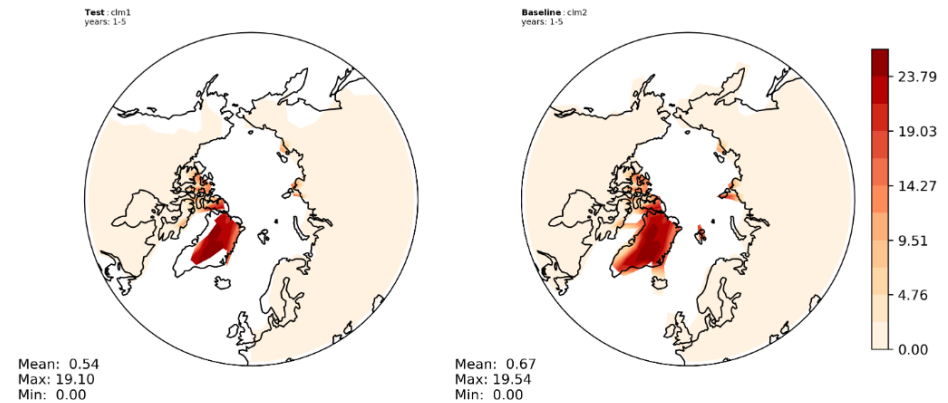 Test : clm1
years: 1-5
Baseline : clm2
years: 1-5
23.79
19.03
14.27
9.51
4.76
0.00
Mean: 0.54
Max: 19.10
Min: 0.00
Mean: 0.67
Max: 19.54
Min: 0.00